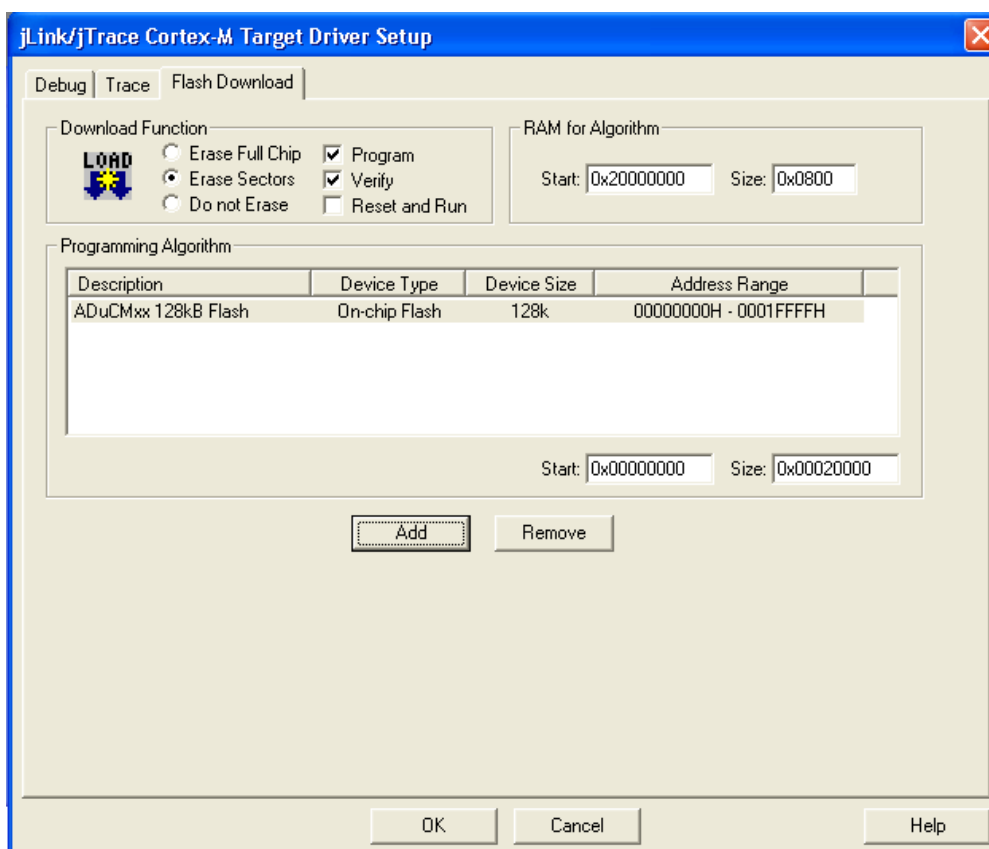 jLink/jTrace Cortex-M Target Driver Setup
Debug Trace Flash Download
Download Function
LOAD
Erase Full Chip
Erase Sectors
Do not Erase
Program
Verify
Reset and Run
RAM for Algorithm
Start: 0x20000000 Size: 0x0800
Programming Algorithm
Description Device Type Device Size Address Range
ADuCMxx 128kB Flash On-chip Flash 128k 00000000H - 0001FFFFH
Start: 0x00000000 Size: 0x00020000
Add Remove
OK Cancel Help